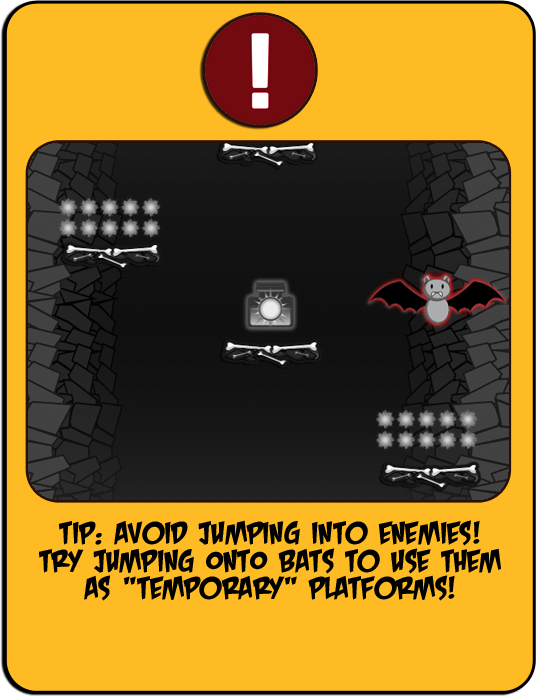 !
TIP: AVOID JUMPING INTO ENEMIES!
TRY JUMPING ONTO BATS TO USE THEM
AS "TEMPORARY" PLATFORMS!